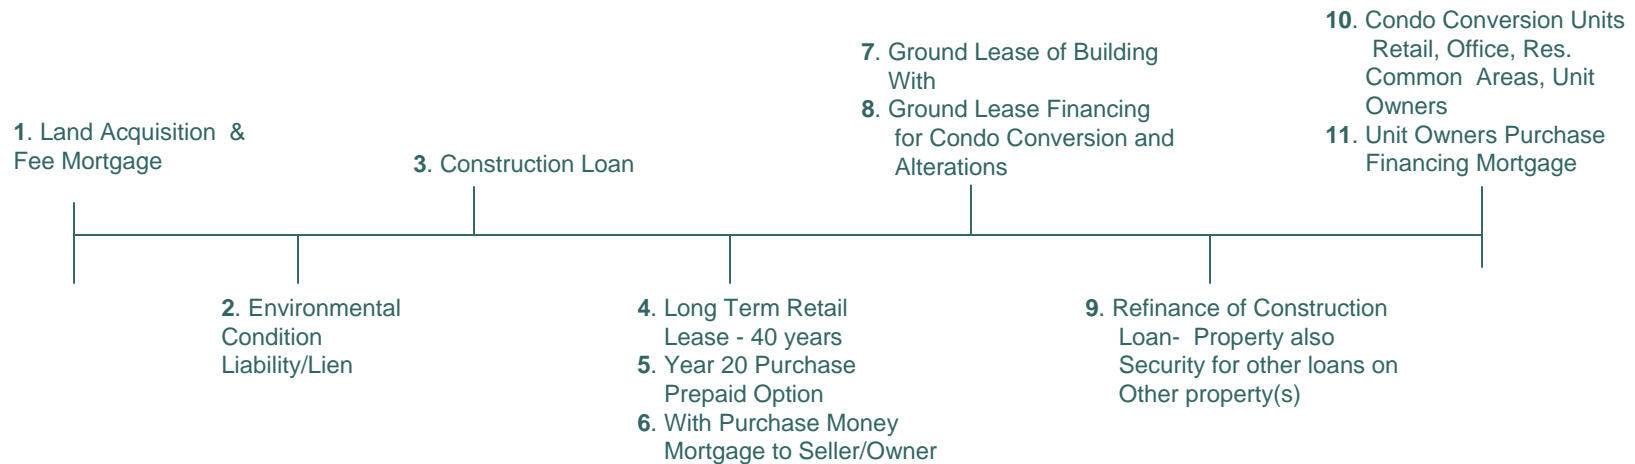 1. Land Acquisition &
Fee Mortgage
2. Environmental
Condition
Liability/Lien
3. Construction Loan
4. Long Term Retail
Lease - 40 years
5. Year 20 Purchase
Prepaid Option
6. With Purchase Money
Mortgage to Seller/Owner
7. Ground Lease of Building
With
8. Ground Lease Financing
for Condo Conversion and
Alterations
9. Refinance of Construction
Loan- Property also
Security for other loans on
Other property(s)
10. Condo Conversion Units
Retail, Office, Res.
Common Areas, Unit
Owners
11. Unit Owners Purchase
Financing Mortgage